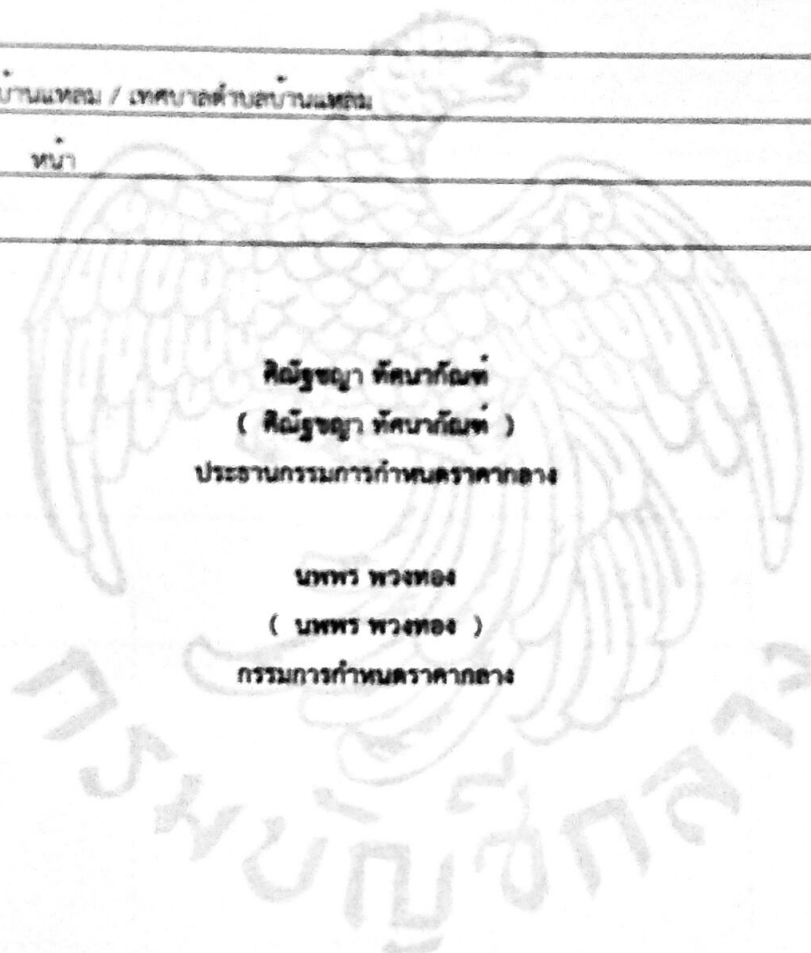 บ้านแหลม / เทศบาลตำบลบ้านแหลม
หน้า
ศิณัฐชญา ทัศนากัณฑ์
( ศิณัฐชญา ทัศนากัณฑ์ )
ประธานกรรมการกำหนดราคากลาง
นพพร พวงทอง
( นพพร พวงทอง )
กรรมการกำหนดราคากลาง
กรมบัญชีกลาง